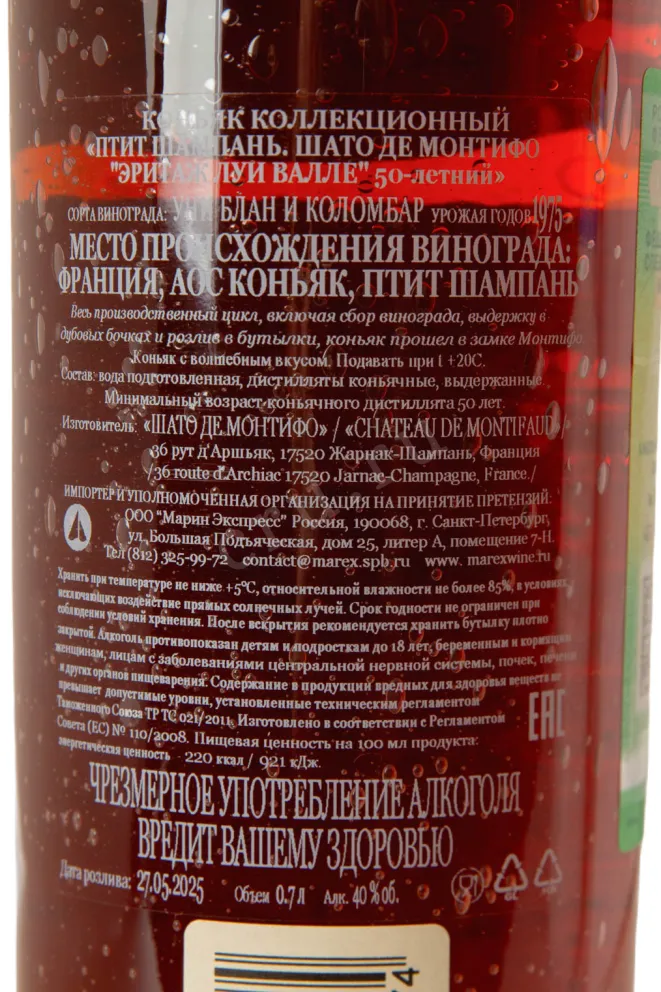 КОНЬЯК КОЛЛЕКЦИОННЫЙ
«ПТИТ ШАМПАНЬ. ШАТО ДЕ МОНТИФО
"ЭРИТАЖ ЛУИ ВАЛЛЕ" 50-летний»
СОРТА ВИНОГРАДА: УНИ БЛАН И КОЛОМБАР УРОЖАЯ ГОДОВ 1975-
МЕСТО ПРОИСХОЖДЕНИЯ ВИНОГРАДА:
ФРАНЦИЯ, АОС КОНЬЯК, ПТИТ ШАМПАНЬ
Весь производственный цикл, включая сбор винограда, выдержку в
дубовых бочках и розлив в бутылки, коньяк прошел в замке Монтифо.
Коньяк с волшебным вкусом. Подавать при t +20С.
Состав: вода подготовленная, дистилляты коньячные, выдержанные.
Минимальный возраст коньячного дистиллята 50 лет.
Изготовитель: «ШАТО ДЕ МОНТИФО» / «CHATEAU DE MONTIFAUD» /
36 рут д'Аршьяк, 17520 Жарнак-Шампань, Франция
/36 route d'Archiac 17520 Jarnac-Champagne, France./
ИМПОРТЕР И УПОЛНОМОЧЕННАЯ ОРГАНИЗАЦИЯ НА ПРИНЯТИЕ ПРЕТЕНЗИЙ:
ООО "Марин Экспресс" Россия, 190068, г. Санкт-Петербург,
ул. Большая Подъяческая, дом 25, литер А, помещение 7-Н.
Тел (812) 325-99-72 contact@marex.spb.ru www. marexwine.ru
Хранить при температуре не ниже +5°С, относительной влажности не более 85%, в условиях,
исключающих воздействие прямых солнечных лучей. Срок годности не ограничен при
соблюдении условий хранения. После вскрытия рекомендуется хранить бутылку плотно
закрытой. Алкоголь противопоказан детям и подросткам до 18 лет, беременным и кормящим
женщинам, лицам с заболеваниями центральной нервной системы, почек, печени
и других органов пищеварения. Содержание в продукции вредных для здоровья веществ не
превышает допустимые уровни, установленные техническим регламентом
Таможенного Союза ТР ТС 021/2011. Изготовлено в соответствии с Регламентом
Совета (ЕС) № 110/2008. Пищевая ценность на 100 мл продукта:
энергетическая ценность 220 ккал / 921 кДж.
EAC
ЧРЕЗМЕРНОЕ УПОТРЕБЛЕНИЕ АЛКОГОЛЯ
ВРЕДИТ ВАШЕМУ ЗДОРОВЬЮ
Дата розлива: 27.05.2025 Объем 0.7 Л Алк. 40 % об.